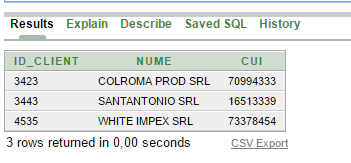 Results Explain Describe Saved SQL History
ID_CLIENT NUME CUI
3423 COLROMA PROD SRL 70994333
3443 SANTANTONIO SRL 16513339
4535 WHITE IMPEX SRL 73378454
3 rows returned in 0,00 seconds CSV Export